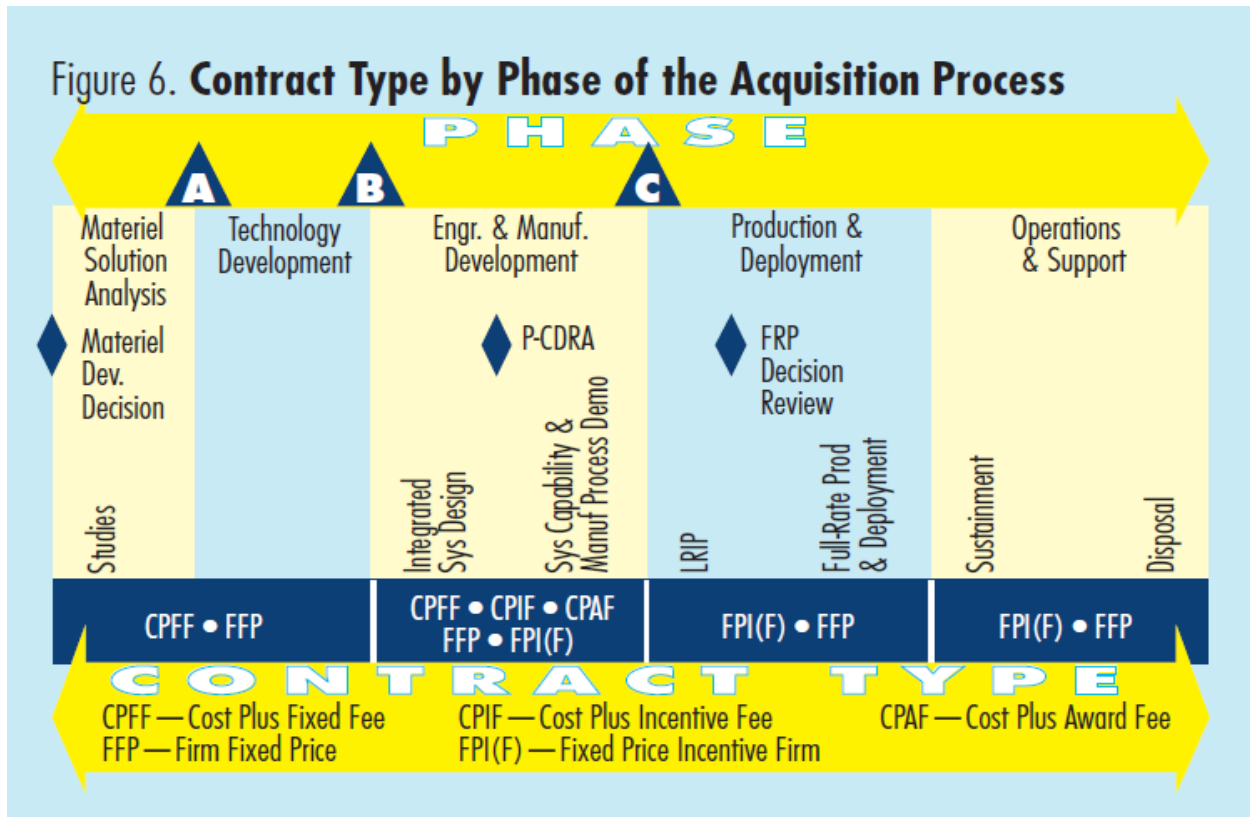 Figure 6. Contract Type by Phase of the Acquisition Process
PHASE
A
B
C
Materiel
Solution
Analysis
Technology
Development
Engr. & Manuf.
Development
Production &
Deployment
Operations
& Support
Materiel
Dev.
Decision
P-CDRA
FRP
Decision
Review
Studies
Integrated
Sys Design
Sys Capability &
Manuf Process Demo
LRIP
Full-Rate Prod
& Deployment
Sustainment
Disposal
CPFF • FFP
CPFF • CPIF • CPAF
FFP • FPI(F)
FPI(F) • FFP
FPI(F) • FFP
CONTRACT TYPE
CPFF — Cost Plus Fixed Fee
FFP — Firm Fixed Price
CPIF — Cost Plus Incentive Fee
FPI(F) — Fixed Price Incentive Firm
CPAF — Cost Plus Award Fee